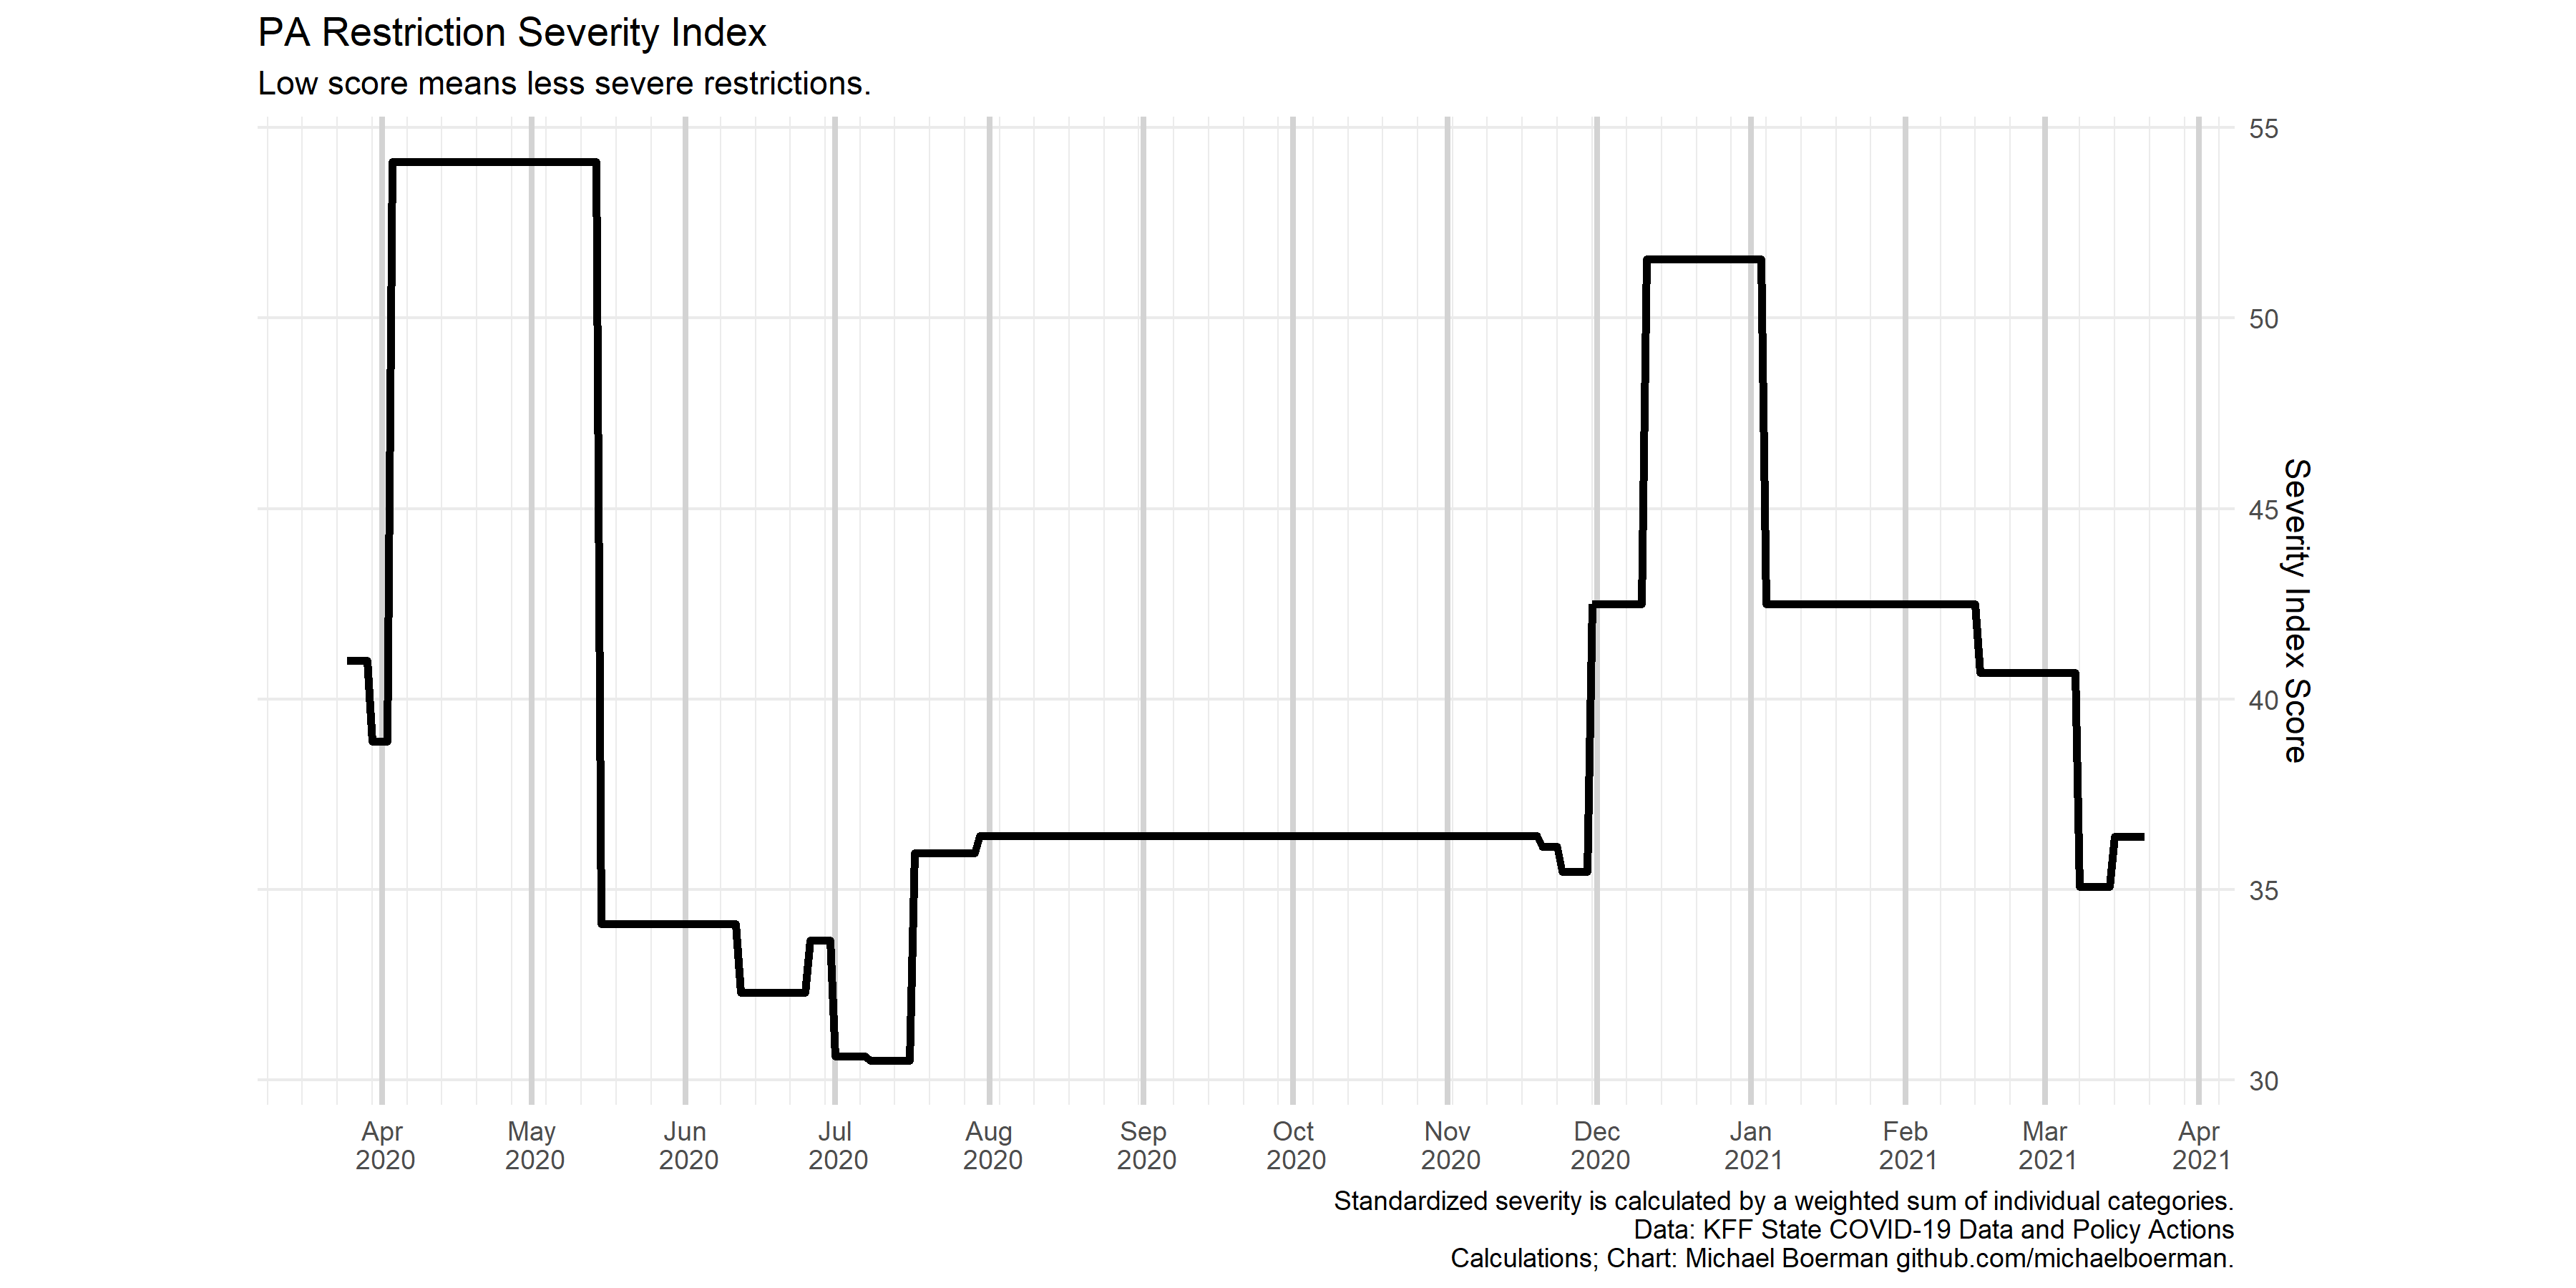 PA Restriction Severity Index
Low score means less severe restrictions.
55
50
45
40
35
30
Severity Index Score
Apr
2020
May
2020
Jun
2020
Jul
2020
Aug
2020
Sep
2020
Oct
2020
Nov
2020
Dec
2020
Jan
2021
Feb
2021
Mar
2021
Apr
2021
Standardized severity is calculated by a weighted sum of individual categories.
Data: KFF State COVID-19 Data and Policy Actions
Calculations; Chart: Michael Boerman github.com/michaelboerman.